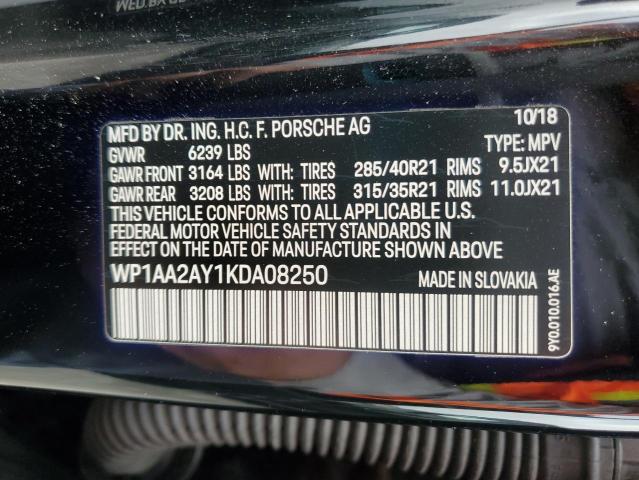 10/18
MFD BY DR. ING. H.C. F. PORSCHE AG
GVWR 6239 LBS TYPE: MPV
GAWR FRONT 3164 LBS WITH: TIRES 285/40R21 RIMS 9.5JX21
GAWR REAR 3208 LBS WITH: TIRES 315/35R21 RIMS 11.0JX21
THIS VEHICLE CONFORMS TO ALL APPLICABLE U.S.
FEDERAL MOTOR VEHICLE SAFETY STANDARDS IN
EFFECT ON THE DATE OF MANUFACTURE SHOWN ABOVE
WP1AA2AY1KDA08250 MADE IN SLOVAKIA
9Y0.010.016.AE